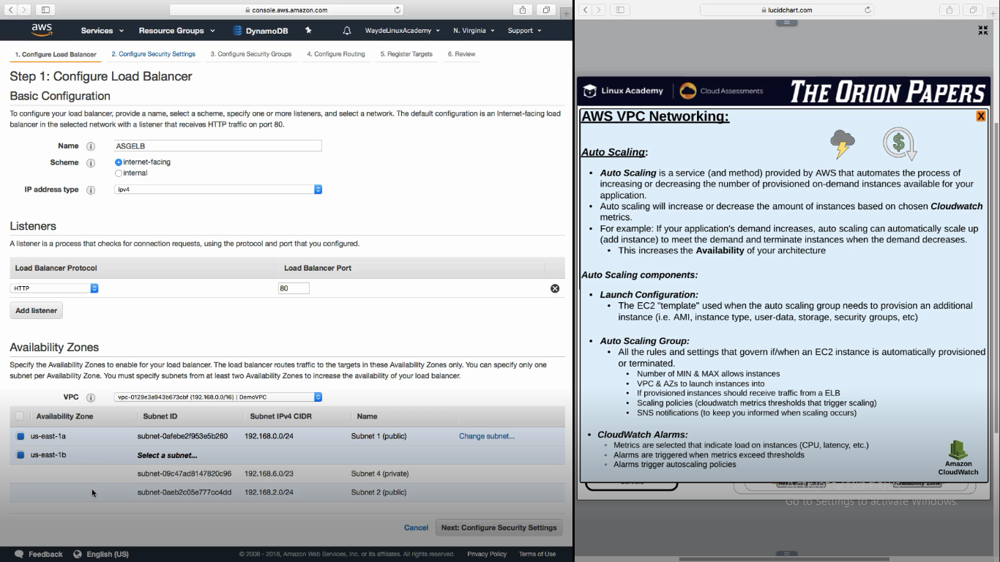 console.aws.amazon.com
aws Services Resource Groups DynamoDB WaydeLinuxAcademy N. Virginia Support
1. Configure Load Balancer 2. Configure Security Settings 3. Configure Security Groups 4. Configure Routing 5. Register Targets 6. Review
Step 1: Configure Load Balancer
Basic Configuration
To configure your load balancer, provide a name, select a scheme, specify one or more listeners, and select a network. The default configuration is an Internet-facing load
balancer in the selected network with a listener that receives HTTP traffic on port 80.
Name i ASGELB
Scheme i internet-facing
internal
IP address type i ipv4
Listeners
A listener is a process that checks for connection requests, using the protocol and port that you configured.
Load Balancer Protocol Load Balancer Port
HTTP 80
Add listener
Availability Zones
Specify the Availability Zones to enable for your load balancer. The load balancer routes traffic to the targets in these Availability Zones only. You can specify only one
subnet per Availability Zone. You must specify subnets from at least two Availability Zones to increase the availability of your load balancer.
VPC i vpc-0129e3a943b673cbf (192.168.0.0/16) | DemoVPC
Availability Zone Subnet ID Subnet IPv4 CIDR Name
us-east-1a subnet-0afebe2f953e5b260 192.168.0.0/24 Subnet 1 (public) Change subnet...
us-east-1b Select a subnet...
subnet-09c47ad8147820c96 192.168.6.0/23 Subnet 4 (private)
subnet-0aeb2c05e777cc4dd 192.168.2.0/24 Subnet 2 (public)
Cancel Next: Configure Security Settings
Feedback English (US) © 2008 - 2018, Amazon Web Services, Inc. or its affiliates. All rights reserved. Privacy Policy Terms of Use
lucidchart.com
Linux Academy Cloud Assessments THE ORION PAPERS
AWS VPC Networking: X
Auto Scaling:
• Auto Scaling is a service (and method) provided by AWS that automates the process of
increasing or decreasing the number of provisioned on-demand instances available for your
application.
• Auto scaling will increase or decrease the amount of instances based on chosen Cloudwatch
metrics.
• For example: If your application's demand increases, auto scaling can automatically scale up
(add instance) to meet the demand and terminate instances when the demand decreases.
• This increases the Availability of your architecture
Auto Scaling components:
• Launch Configuration:
• The EC2 "template" used when the auto scaling group needs to provision an additional
instance (i.e. AMI, instance type, user-data, storage, security groups, etc)
• Auto Scaling Group:
• All the rules and settings that govern if/when an EC2 instance is automatically provisioned
or terminated.
• Number of MIN & MAX allows instances
• VPC & AZs to launch instances into
• If provisioned instances should receive traffic from a ELB
• Scaling policies (cloudwatch metrics thresholds that trigger scaling)
• SNS notifications (to keep you informed when scaling occurs)
• CloudWatch Alarms:
◦ Metrics are selected that indicate load on instances (CPU, latency, etc.)
◦ Alarms are triggered when metrics exceed thresholds
◦ Alarms trigger autoscaling policies
Amazon
CloudWatch
Go to Settings to activate Windows.